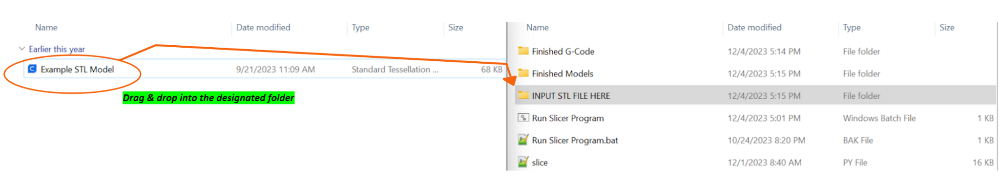 Name Date modified Type Size
Earlier this year
Example STL Model 9/21/2023 11:09 AM Standard Tessellation ... 68 KB
Drag & drop into the designated folder
Name Date modified Type Size
Finished G-Code 12/4/2023 5:14 PM File folder
Finished Models 12/4/2023 5:15 PM File folder
INPUT STL FILE HERE 12/4/2023 5:15 PM File folder
Run Slicer Program 12/4/2023 5:01 PM Windows Batch File 1 KB
Run Slicer Program.bat 10/24/2023 8:20 PM BAK File 1 KB
slice 12/1/2023 8:40 AM PY File 16 KB